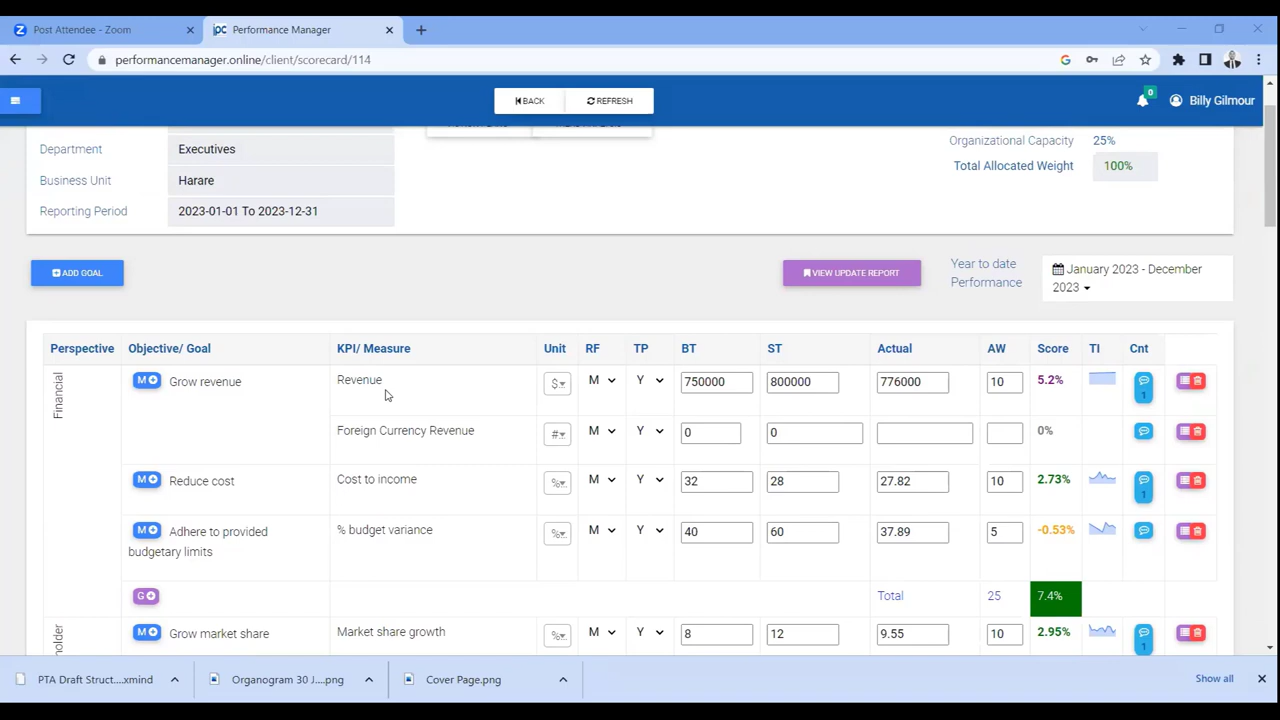 Post Attendee - Zoom
Performance Manager
performancemanager.online/client/scorecard/114
BACK
REFRESH
0
Billy Gilmour
Department
Executives
Organizational Capacity
25%
Business Unit
Harare
Total Allocated Weight
100%
Reporting Period
2023-01-01 To 2023-12-31
ADD GOAL
VIEW UPDATE REPORT
Year to date
Performance
January 2023 - December
2023
Perspective Objective/ Goal KPI/ Measure Unit RF TP BT ST Actual AW Score TI Cnt
Financial
M Grow revenue Revenue $ M Y 750000 800000 776000 10 5.2% 1
Foreign Currency Revenue # M Y 0 0 0%
M Reduce cost Cost to income % M Y 32 28 27.82 10 2.73% 1
M Adhere to provided
budgetary limits
% budget variance % M Y 40 60 37.89 5 -0.53%
G Total 25 7.4%
holder
M Grow market share Market share growth % M Y 8 12 9.55 10 2.95% 1
PTA Draft Struct....xmind
Organogram 30 J....png
Cover Page.png
Show all